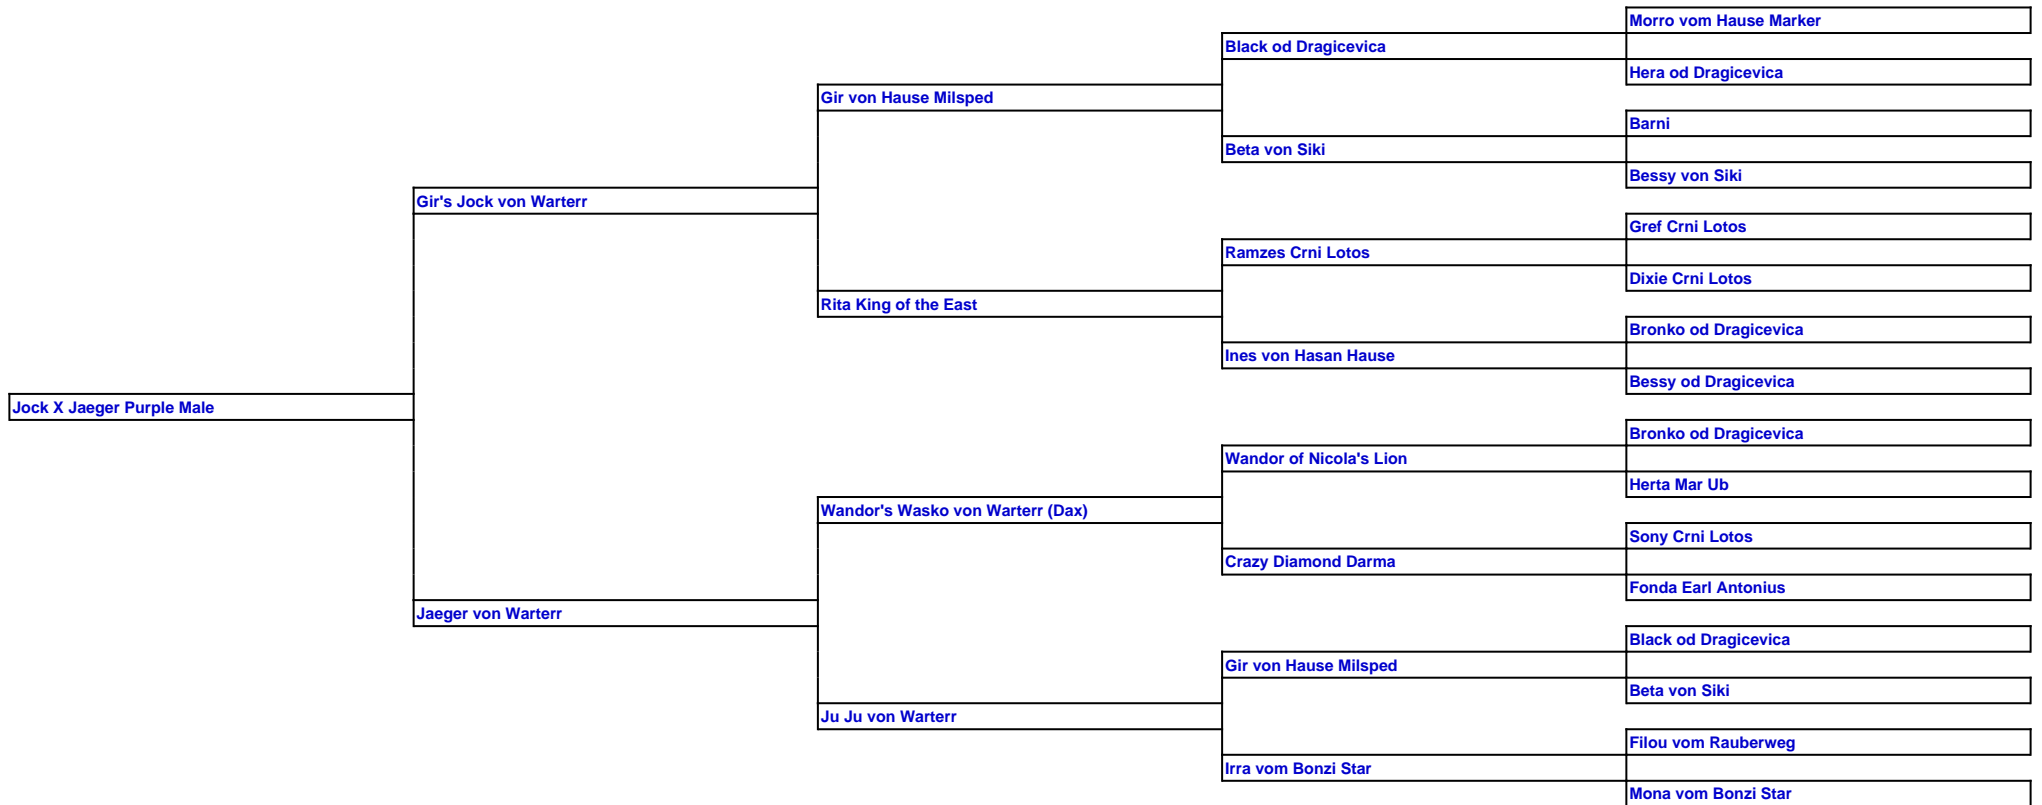 Morro vom Hause Marker
Black od Dragicevica
Hera od Dragicevica
Gir von Hause Milsped
Barni
Beta von Siki
Bessy von Siki
Gir's Jock von Warterr
Gref Crni Lotos
Ramzes Crni Lotos
Dixie Crni Lotos
Rita King of the East
Bronko od Dragicevica
Ines von Hasan Hause
Bessy od Dragicevica
Jock X Jaeger Purple Male
Bronko od Dragicevica
Wandor of Nicola's Lion
Herta Mar Ub
Wandor's Wasko von Warterr (Dax)
Sony Crni Lotos
Crazy Diamond Darma
Fonda Earl Antonius
Jaeger von Warterr
Black od Dragicevica
Gir von Hause Milsped
Beta von Siki
Ju Ju von Warterr
Filou vom Rauberweg
Irra vom Bonzi Star
Mona vom Bonzi Star